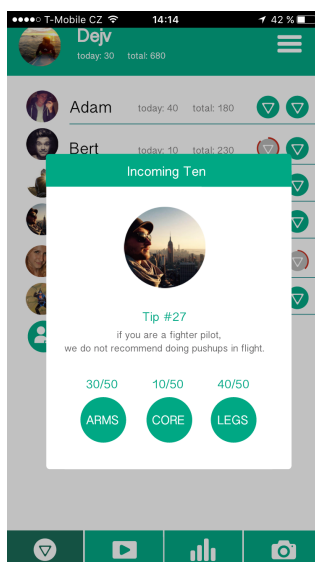 T-Mobile CZ 14:14 42 %
Dejv
today: 30 total: 680
Adam today: 40 total: 180
Bert today: 10 total: 230
Incoming Ten
Tip #27
if you are a fighter pilot,
we do not recommend doing pushups in flight.
30/50 10/50 40/50
ARMS CORE LEGS